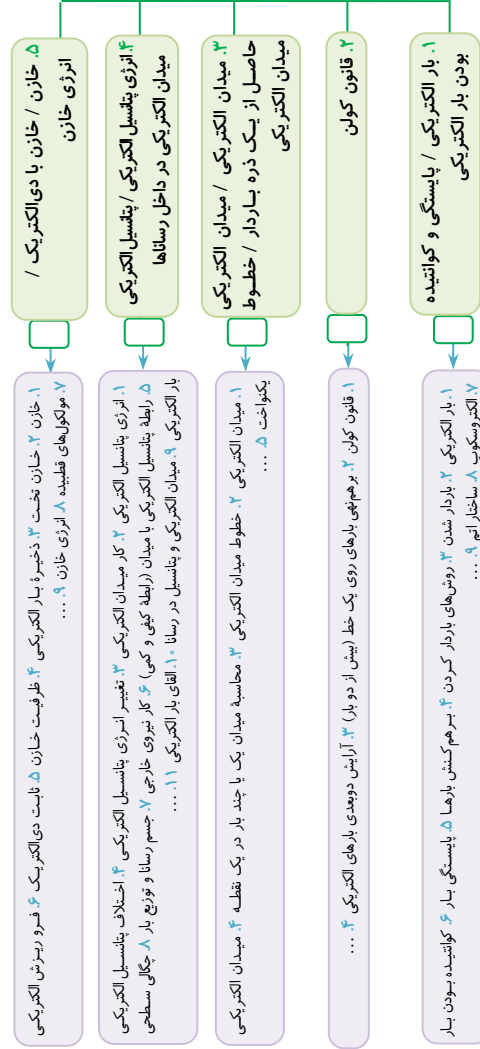 ۱. بار الکتریکی / پایستگی و کوانتیده
بودن بار الکتریکی
۱. بار الکتریکی ۲. باردار شدن ۳. روش‌های باردار کردن ۴. برهم‌کنش بارها ۵. پایستگی بار ۶. کوانتیده بودن بار
۷. الکتروسکوپ ۸. ساختار اتم ۹. ...
۲. قانون کولن
۱. قانون کولن ۲. برهم‌نهی بارهای روی یک خط (بیش از دو بار) ۳. آرایش دوبعدی بارهای الکتریکی ۴. ...
۳. میدان الکتریکی / میدان الکتریکی
حاصل از یک ذره باردار / خطوط
میدان الکتریکی
۱. میدان الکتریکی ۲. خطوط میدان الکتریکی ۳. محاسبۀ میدان یک یا چند بار در یک نقطه ۴. میدان الکتریکی
یکنواخت ۵. ...
۴. انرژی پتانسیل الکتریکی / پتانسیل الکتریکی
میدان الکتریکی در داخل رساناها
۱. انرژی پتانسیل الکتریکی ۲. کار میدان الکتریکی ۳. تغییر انرژی پتانسیل الکتریکی ۴. اختلاف پتانسیل الکتریکی
۵. رابطۀ پتانسیل الکتریکی با میدان (رابطۀ کیفی و کمی) ۶. کار نیروی خارجی ۷. جسم رسانا و توزیع بار ۸. چگالی سطحی
بار الکتریکی ۹. میدان الکتریکی و پتانسیل در رسانا ۱۰. القای بار الکتریکی ۱۱. ...
۵. خازن / خازن با دی‌الکتریک /
انرژی خازن
۱. خازن ۲. خازن تخت ۳. ذخیرۀ بار الکتریکی ۴. ظرفیت خازن ۵. ثابت دی‌الکتریک ۶. فروریزش الکتریکی
۷. مولکول‌های قطبیده ۸. انرژی خازن ۹. ...